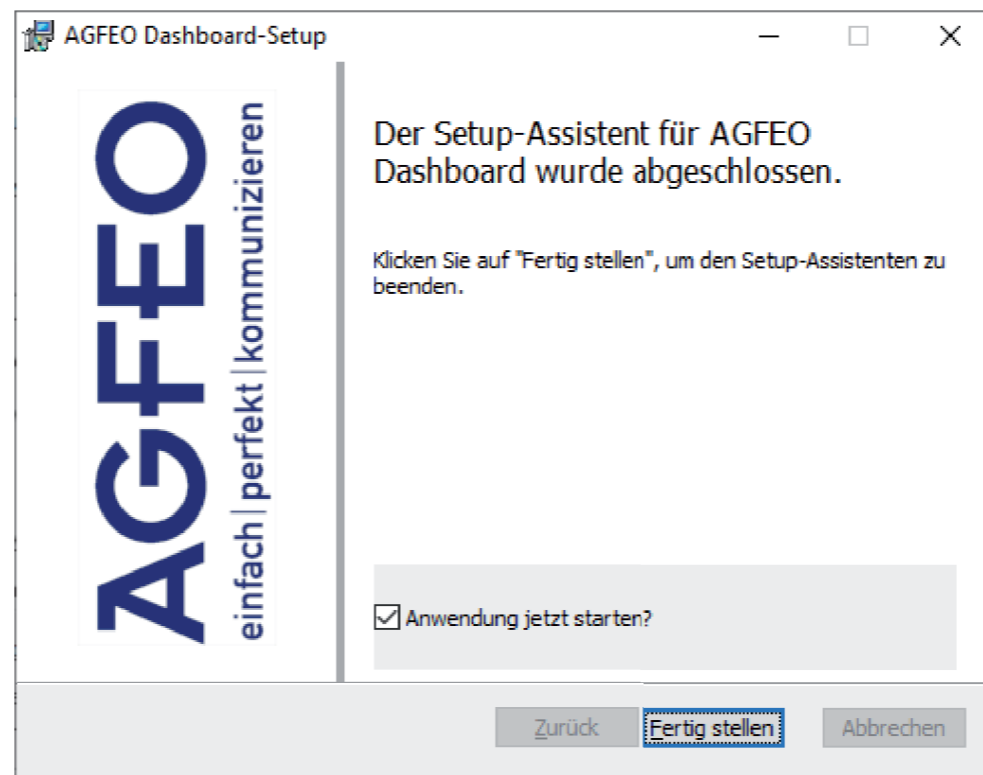 AGFEO Dashboard-Setup
AGFEO
einfach|perfekt|kommunizieren
Der Setup-Assistent für AGFEO
Dashboard wurde abgeschlossen.
Klicken Sie auf "Fertig stellen", um den Setup-Assistenten zu
beenden.
Anwendung jetzt starten?
Zurück Fertig stellen Abbrechen